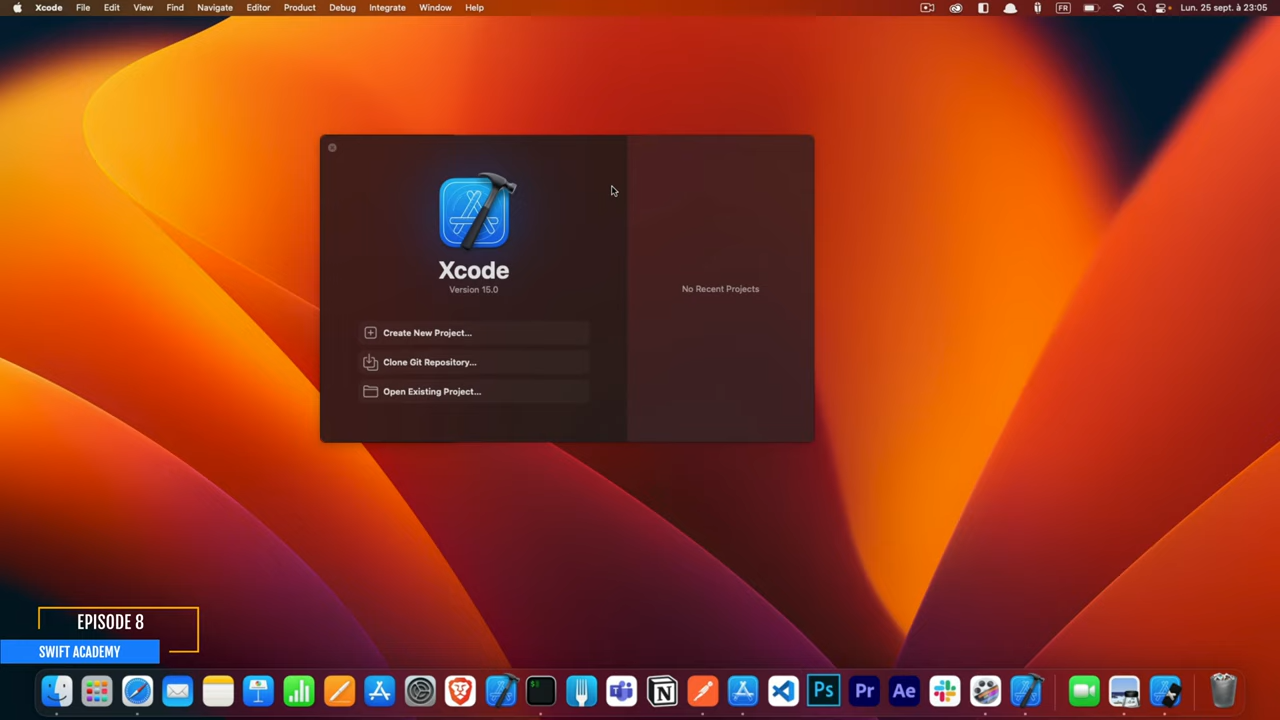 Xcode File Edit View Find Navigate Editor Product Debug Integrate Window Help FR Lun. 25 sept. à 23:05
Xcode
Version 15.0
No Recent Projects
Create New Project...
Clone Git Repository...
Open Existing Project...
EPISODE 8
SWIFT ACADEMY
Ps Pr Ae